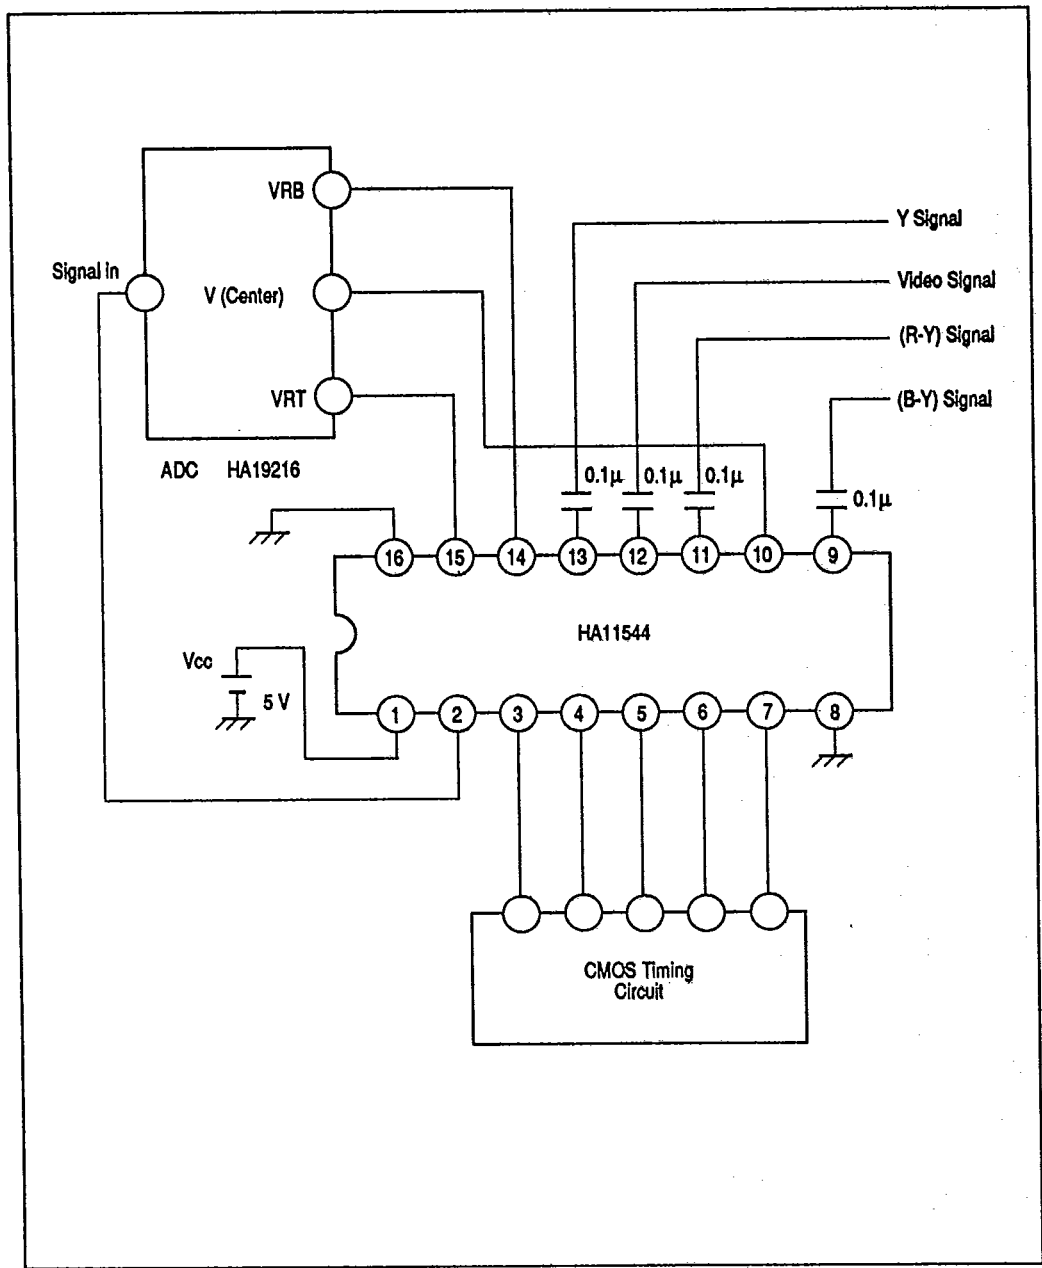 VRB
Y Signal
Signal in
V (Center)
Video Signal
(R-Y) Signal
VRT
(B-Y) Signal
ADC HA19216
0.1μ 0.1μ 0.1μ 0.1μ
16 15 14 13 12 11 10 9
HA11544
Vcc
5 V
1 2 3 4 5 6 7 8
CMOS Timing
Circuit